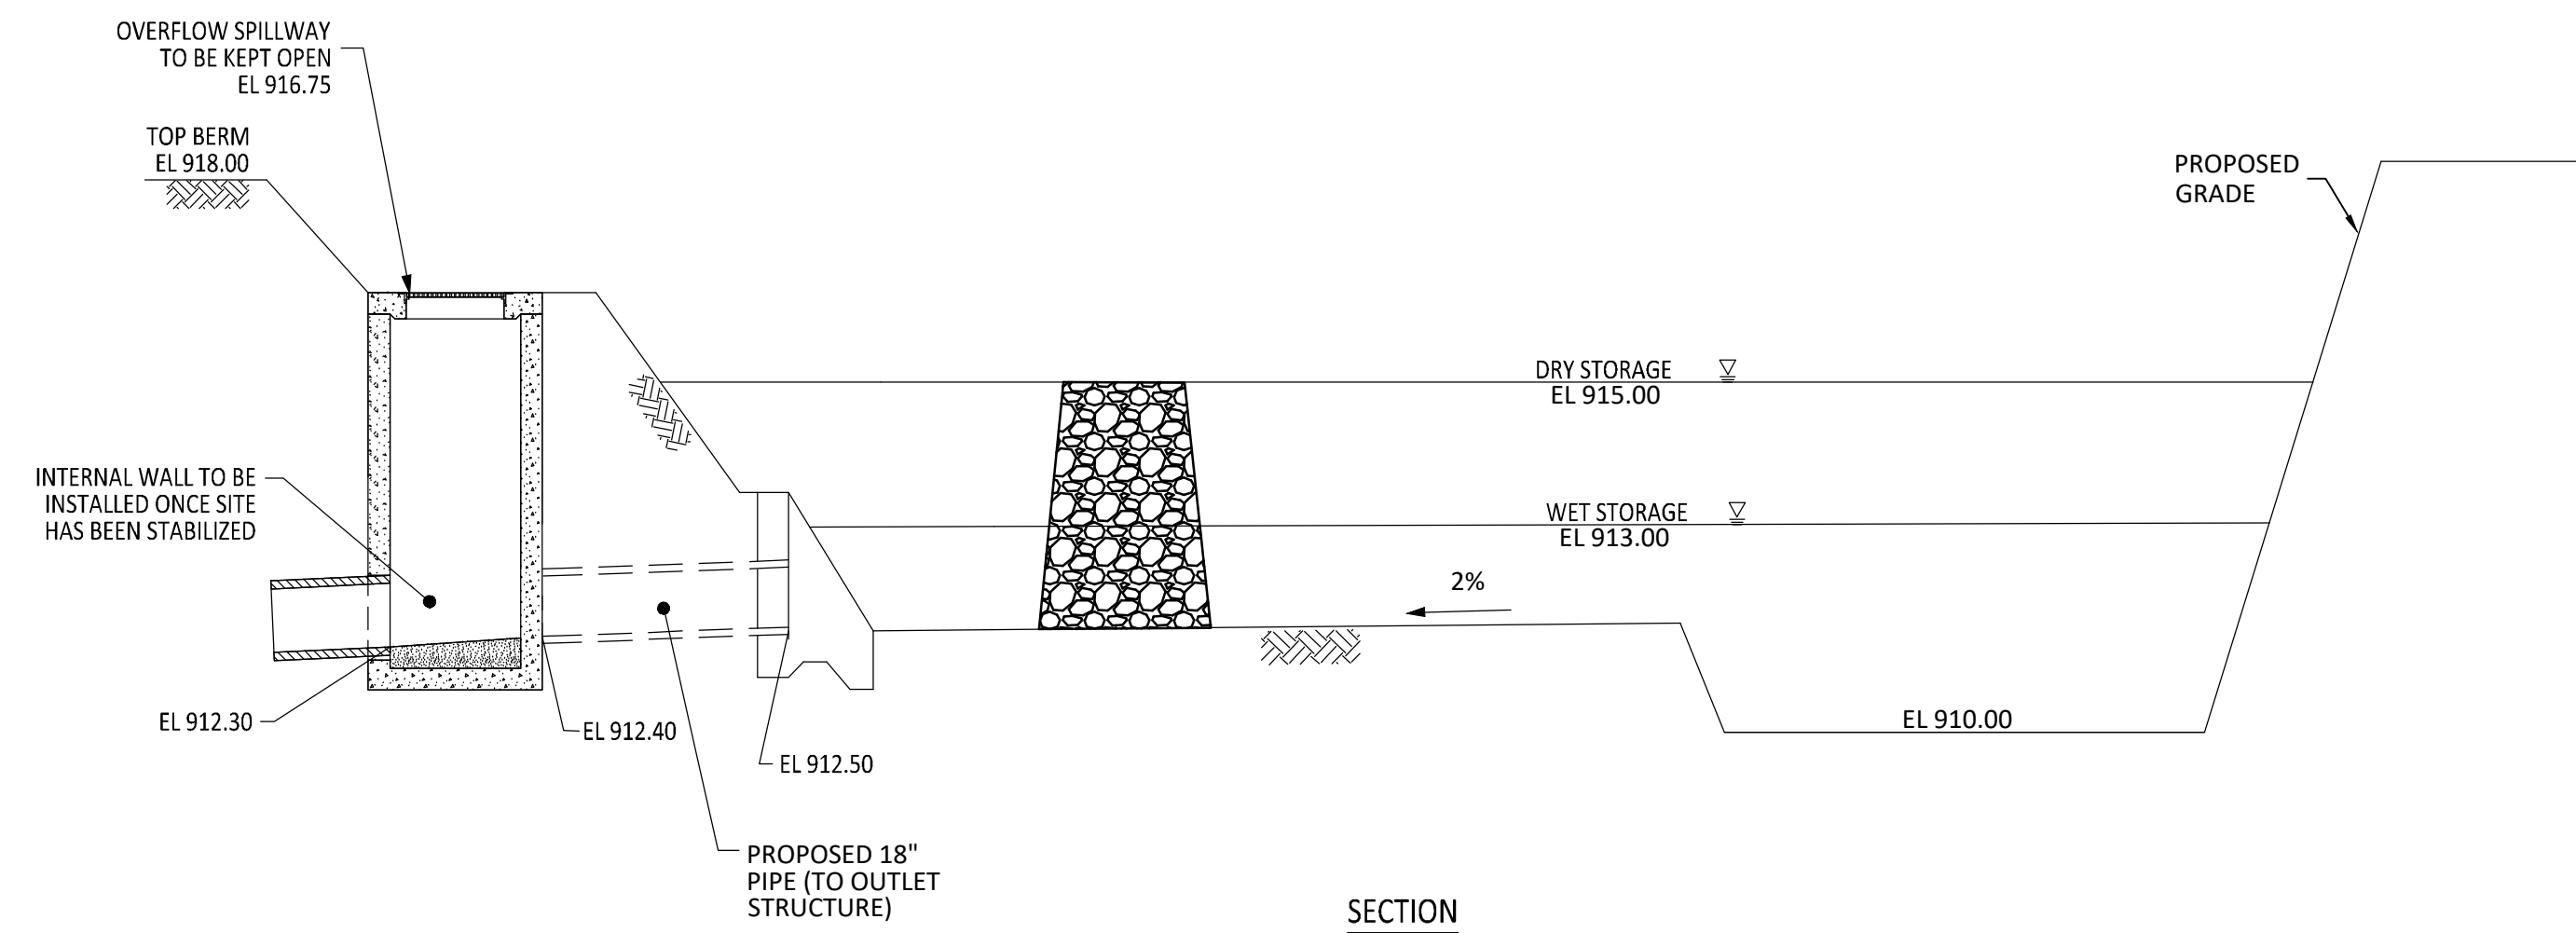 OVERFLOW SPILLWAY
TO BE KEPT OPEN
EL 916.75
TOP BERM
EL 918.00
PROPOSED
GRADE
DRY STORAGE
EL 915.00
INTERNAL WALL TO BE
INSTALLED ONCE SITE
HAS BEEN STABILIZED
WET STORAGE
EL 913.00
2%
EL 912.30
EL 912.40
EL 912.50
EL 910.00
PROPOSED 18"
PIPE (TO OUTLET
STRUCTURE)
SECTION